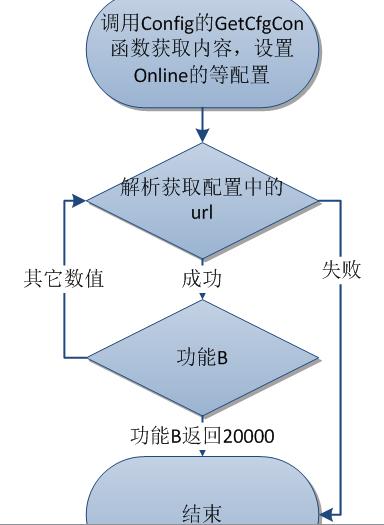 调用Config的GetCfgCon
函数获取内容，设置
Online的等配置
解析获取配置中的
url
其它数值
成功
失败
功能B
功能B返回20000
结束